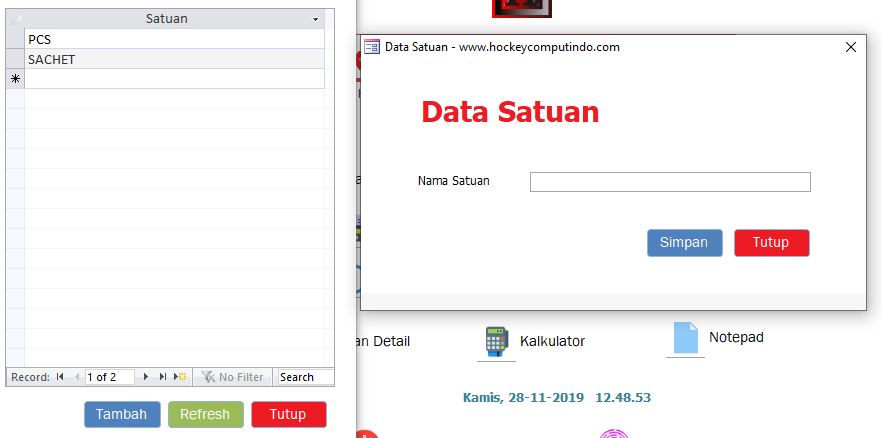 Satuan
PCS
SACHET
Record:
1 of 2
No Filter
Search
Tambah
Refresh
Tutup
Data Satuan - www.hockeycomputindo.com
Data Satuan
Nama Satuan
Simpan
Tutup
an Detail
Kalkulator
Notepad
Kamis, 28-11-2019 12.48.53